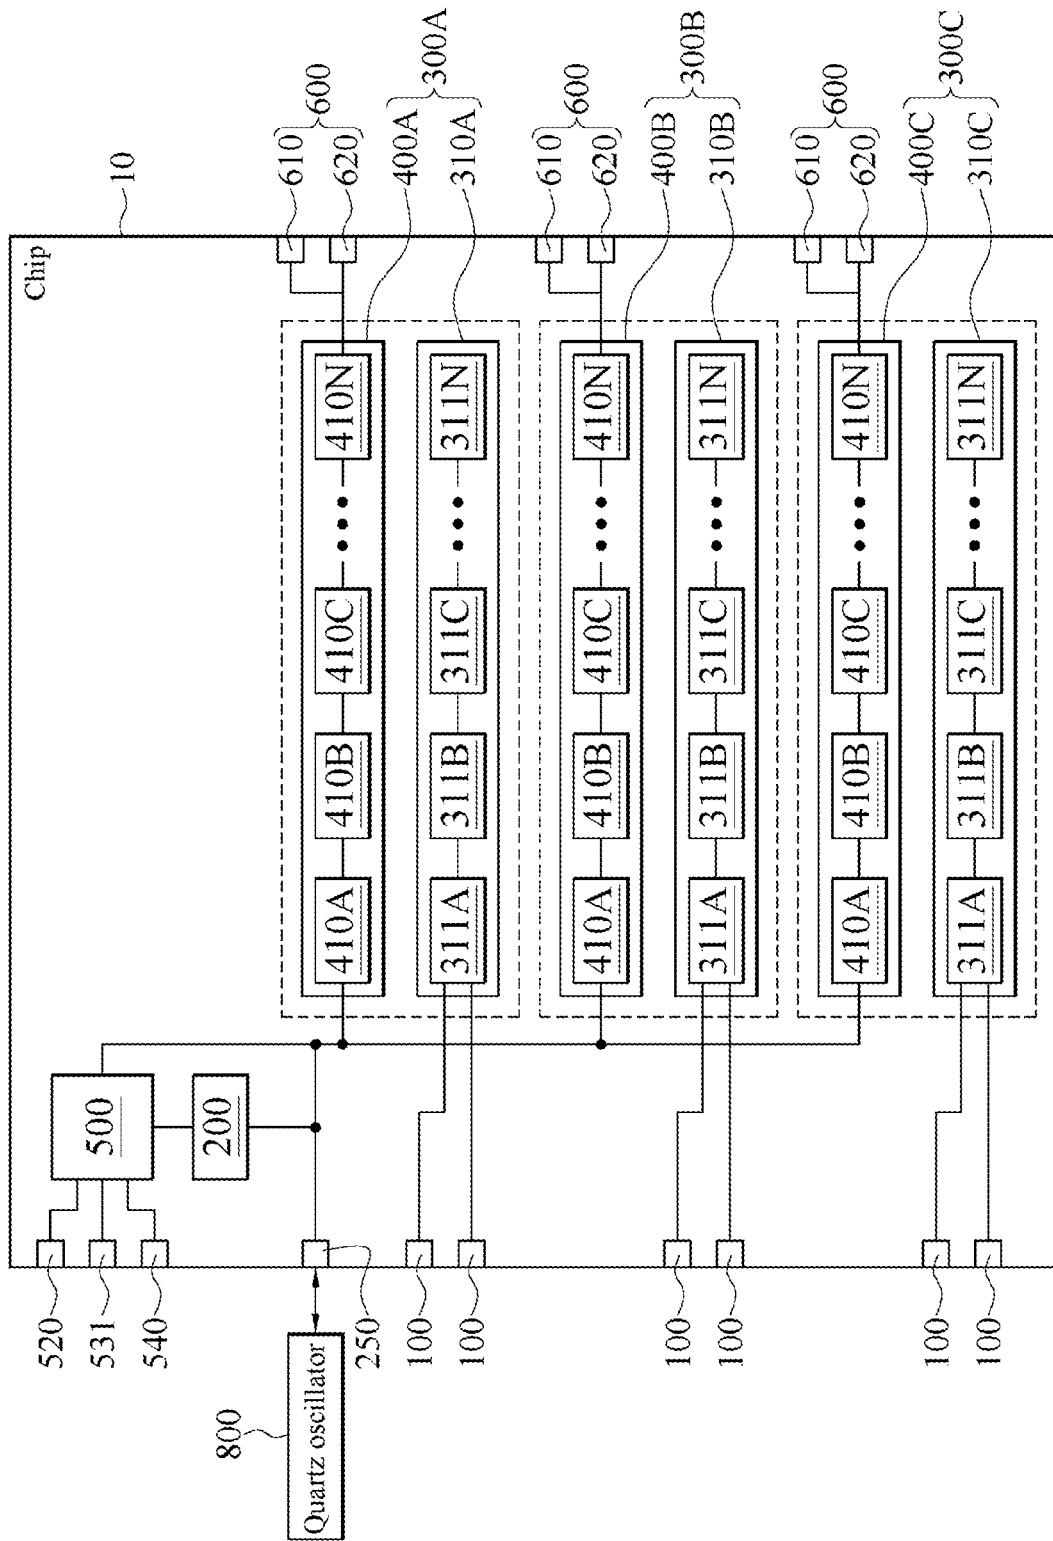 Chip
10
500
200
520
531
540
800
Quartz oscillator
250
410A 410B 410C 410N
610
620
600
400A
300A
311A 311B 311C 311N
310A
100
100
410A 410B 410C 410N
610
620
600
400B
300B
311A 311B 311C 311N
310B
100
100
410A 410B 410C 410N
610
620
600
400C
300C
311A 311B 311C 311N
310C
100
100